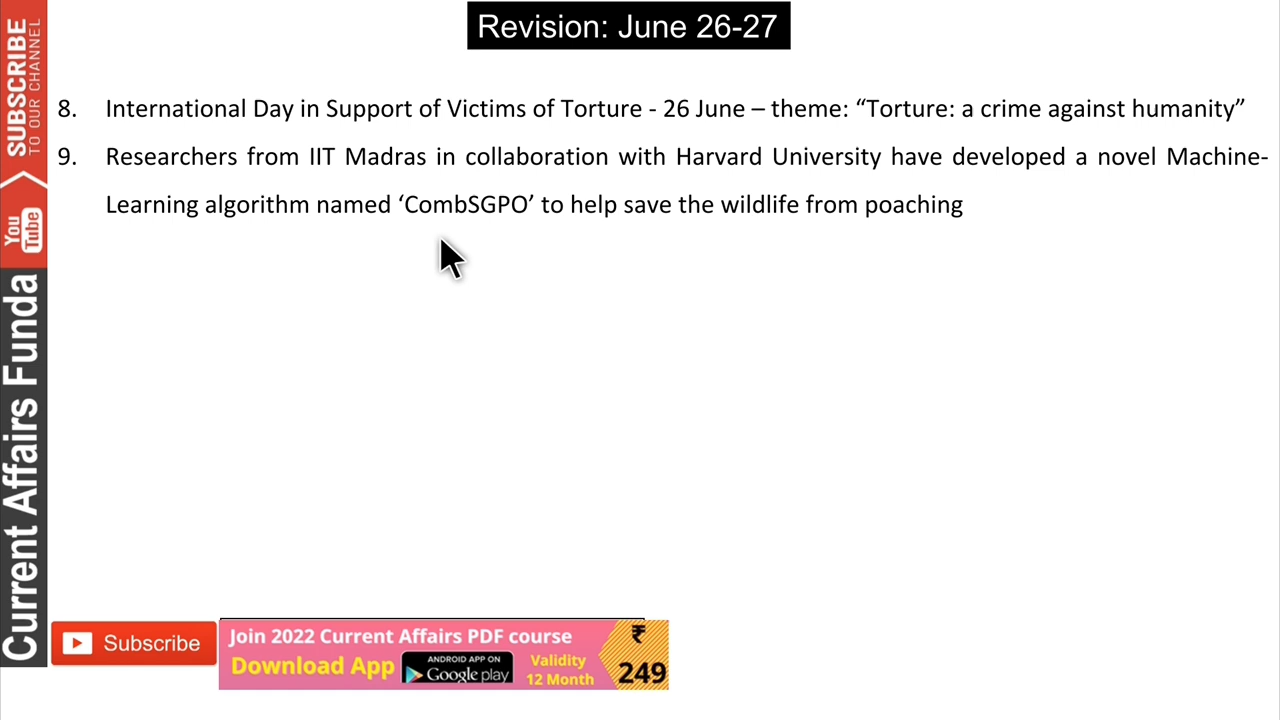 Revision: June 26-27
8. International Day in Support of Victims of Torture - 26 June – theme: “Torture: a crime against humanity”
9. Researchers from IIT Madras in collaboration with Harvard University have developed a novel Machine-
Learning algorithm named ‘CombSGPO’ to help save the wildlife from poaching
SUBSCRIBE
TO OUR CHANNEL
You
Tube
Current Affairs Funda
Subscribe
Join 2022 Current Affairs PDF course
Download App
ANDROID APP ON
Google play
Validity
12 Month
₹
249